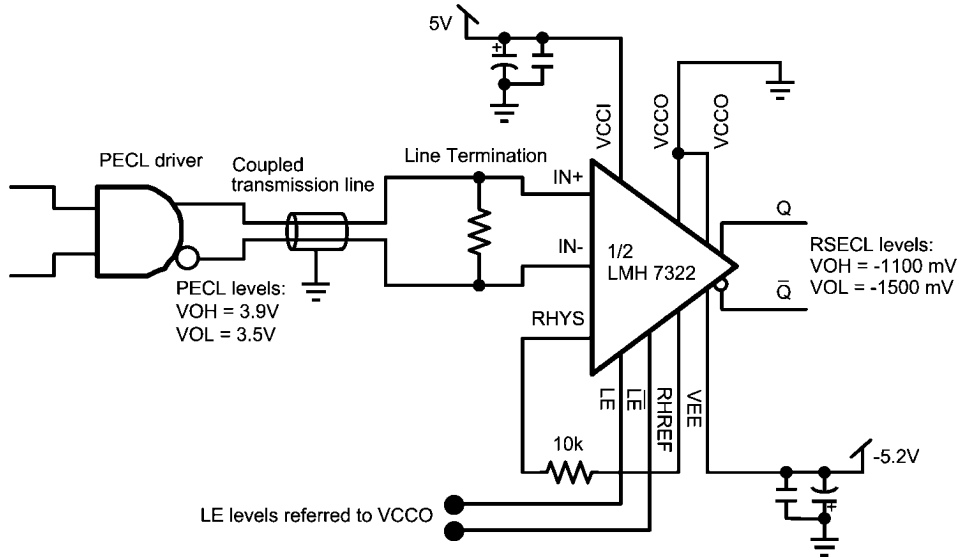 5V
+
VCCI
VCCO
VCCO
PECL driver
Coupled
transmission line
Line Termination
IN+
IN-
1/2
LMH 7322
Q
Q̅
RSECL levels:
VOH = -1100 mV
VOL = -1500 mV
PECL levels:
VOH = 3.9V
VOL = 3.5V
RHYS
LE
L̅E̅
RHREF
VEE
10k
-5.2V
+
LE levels referred to VCCO